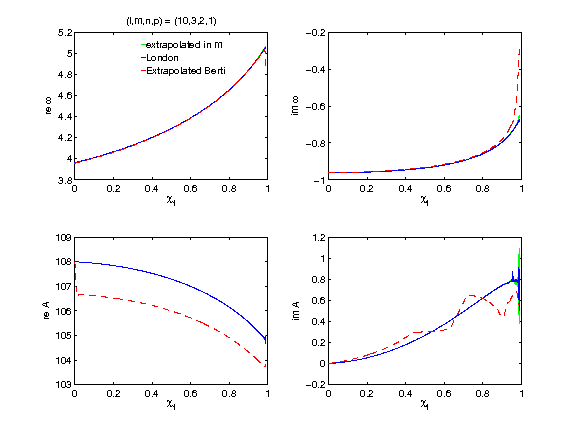 (l,m,n,p) = (10,3,2,1)
5.2
5
4.8
4.6
4.4
4.2
4
3.8
re ω
0 0.2 0.4 0.6 0.8 1
χf
extrapolated in m
London
Extrapolated Berti
−0.2
−0.4
−0.6
−0.8
−1
im ω
0 0.2 0.4 0.6 0.8 1
χf
109
108
107
106
105
104
103
re A
0 0.2 0.4 0.6 0.8 1
χf
1.2
1
0.8
0.6
0.4
0.2
0
−0.2
im A
0 0.2 0.4 0.6 0.8 1
χf